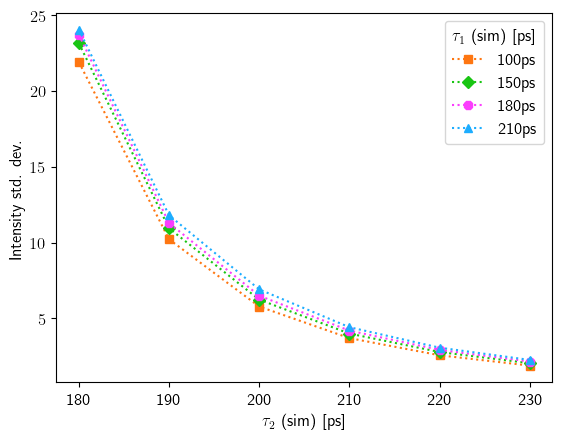 25
20
15
10
5
Intensity std. dev.
180 190 200 210 220 230
τ₂ (sim) [ps]
τ₁ (sim) [ps]
100ps
150ps
180ps
210ps